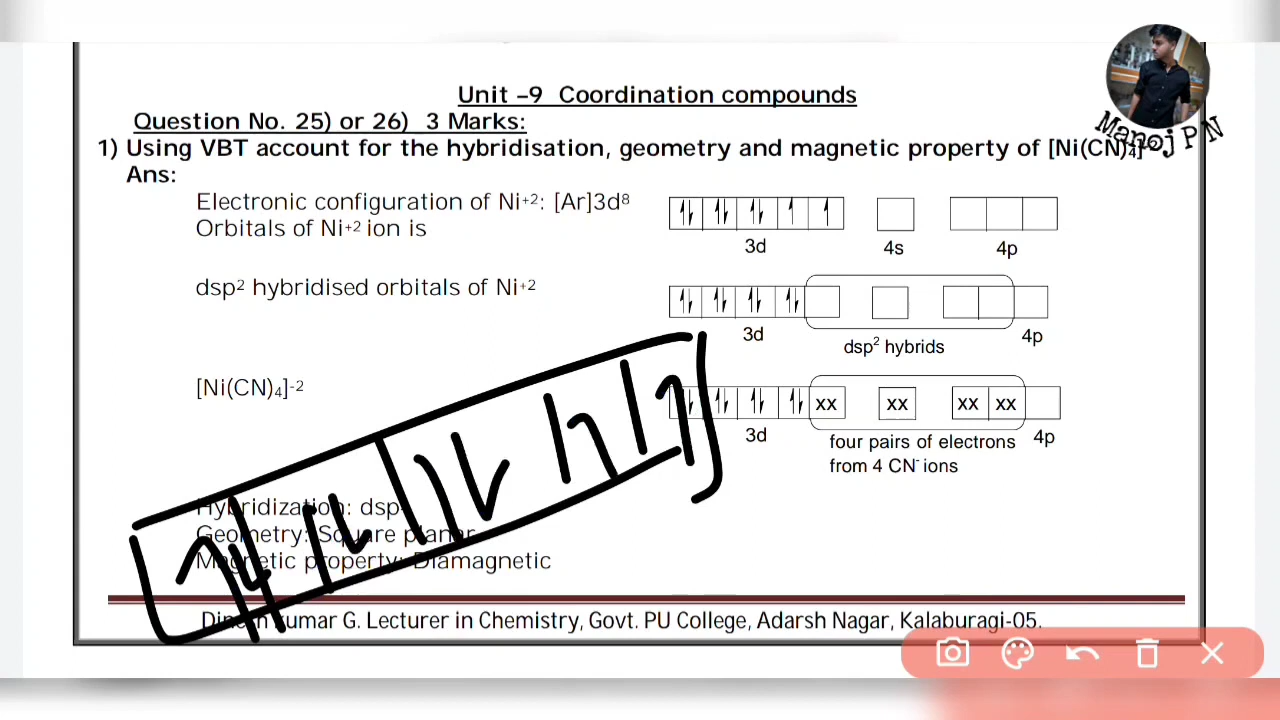 Unit –9 Coordination compounds
Question No. 25) or 26) 3 Marks:
1) Using VBT account for the hybridisation, geometry and magnetic property of [Ni(CN)₄]
Manoj P N
Ans:
Electronic configuration of Ni⁺²: [Ar]3d⁸
Orbitals of Ni⁺² ion is
3d 4s 4p
dsp² hybridised orbitals of Ni⁺²
3d dsp² hybrids 4p
[Ni(CN)₄]⁻²
xx xx xx xx
3d four pairs of electrons 4p
from 4 CN⁻ ions
Hybridization: dsp
Geometry: Square planar
Magnetic property: Diamagnetic
Dinesh Kumar G. Lecturer in Chemistry, Govt. PU College, Adarsh Nagar, Kalaburagi-05.